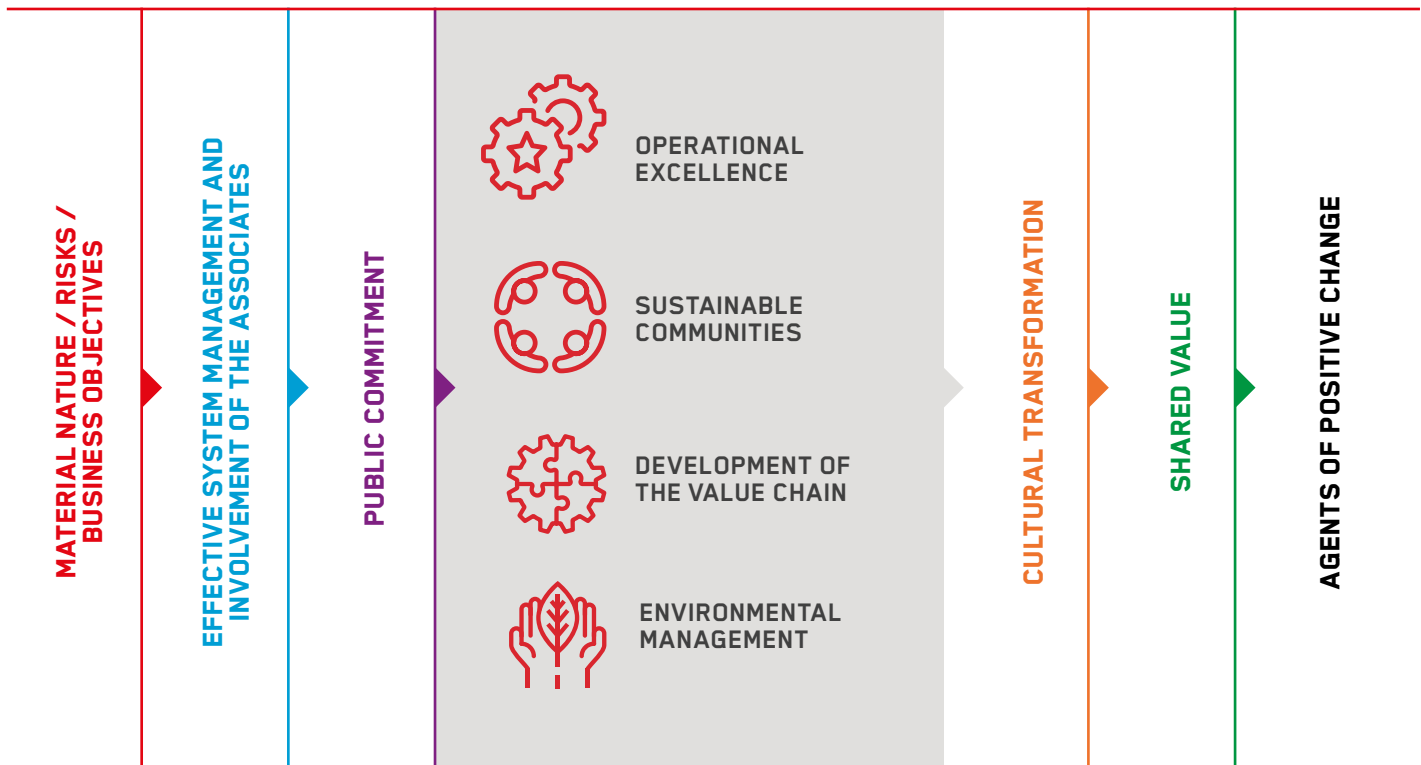 MATERIAL NATURE / RISKS /
BUSINESS OBJECTIVES
EFFECTIVE SYSTEM MANAGEMENT AND
INVOLVEMENT OF THE ASSOCIATES
PUBLIC COMMITMENT
OPERATIONAL
EXCELLENCE
SUSTAINABLE
COMMUNITIES
DEVELOPMENT OF
THE VALUE CHAIN
ENVIRONMENTAL
MANAGEMENT
CULTURAL TRANSFORMATION
SHARED VALUE
AGENTS OF POSITIVE CHANGE